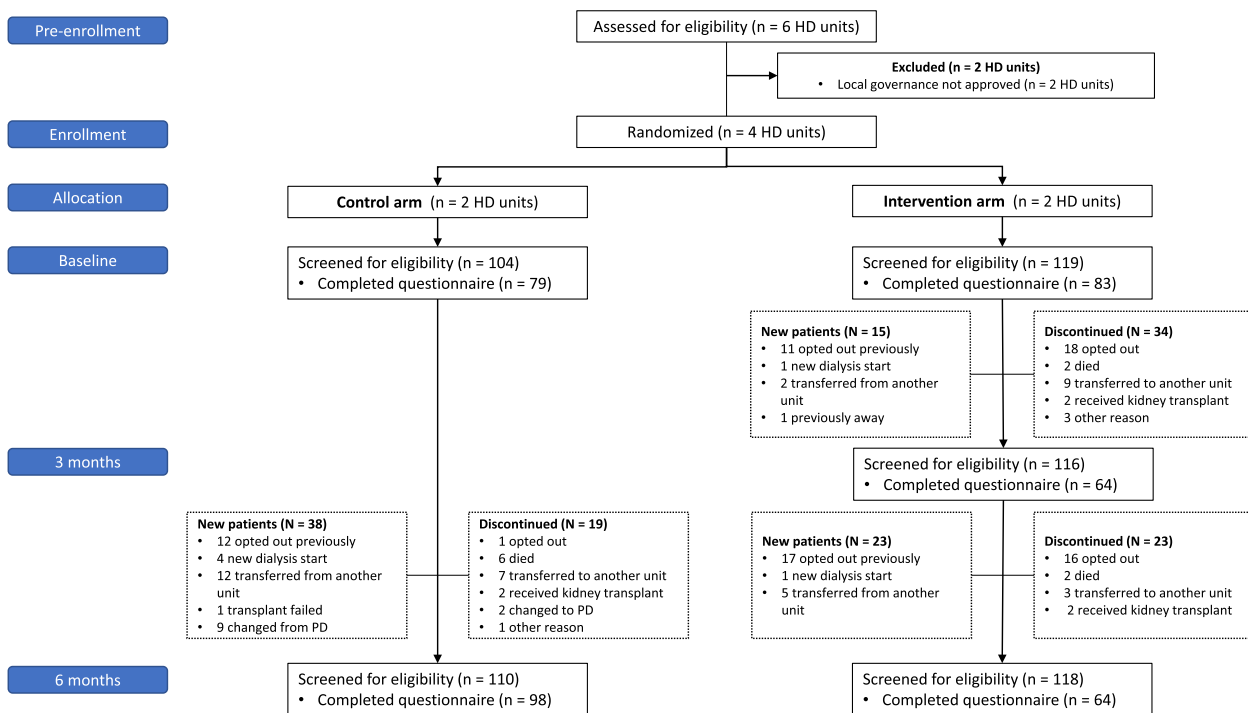 Pre-enrollment
Assessed for eligibility (n = 6 HD units)
Excluded (n = 2 HD units)
• Local governance not approved (n = 2 HD units)
Enrollment
Randomized (n = 4 HD units)
Allocation
Control arm (n = 2 HD units)
Intervention arm (n = 2 HD units)
Baseline
Screened for eligibility (n = 104)
• Completed questionnaire (n = 79)
Screened for eligibility (n = 119)
• Completed questionnaire (n = 83)
New patients (N = 15)
• 11 opted out previously
• 1 new dialysis start
• 2 transferred from another
unit
• 1 previously away
Discontinued (N = 34)
• 18 opted out
• 2 died
• 9 transferred to another unit
• 2 received kidney transplant
• 3 other reason
3 months
Screened for eligibility (n = 116)
• Completed questionnaire (n = 64)
New patients (N = 38)
• 12 opted out previously
• 4 new dialysis start
• 12 transferred from another
unit
• 1 transplant failed
• 9 changed from PD
Discontinued (N = 19)
• 1 opted out
• 6 died
• 7 transferred to another unit
• 2 received kidney transplant
• 2 changed to PD
• 1 other reason
New patients (N = 23)
• 17 opted out previously
• 1 new dialysis start
• 5 transferred from another
unit
Discontinued (N = 23)
• 16 opted out
• 2 died
• 3 transferred to another unit
• 2 received kidney transplant
6 months
Screened for eligibility (n = 110)
• Completed questionnaire (n = 98)
Screened for eligibility (n = 118)
• Completed questionnaire (n = 64)